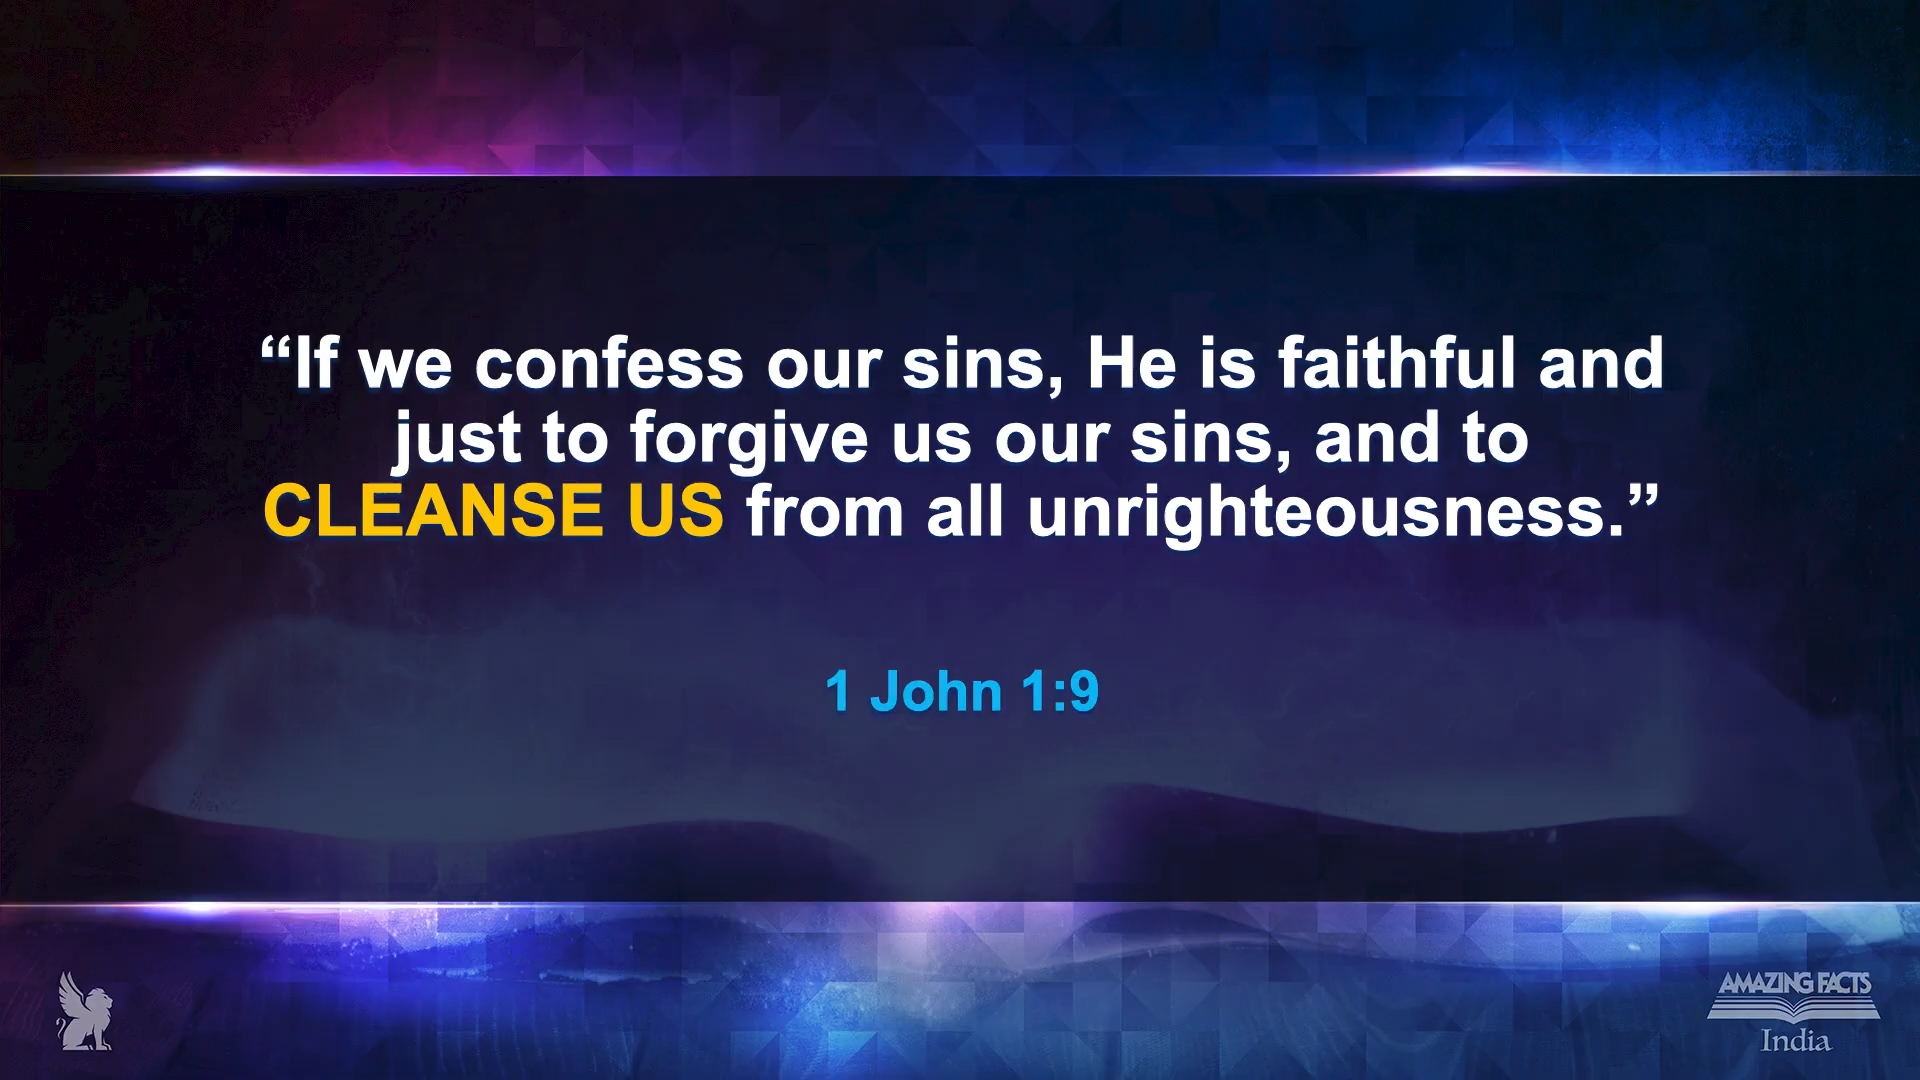 “If we confess our sins, He is faithful and
just to forgive us our sins, and to
CLEANSE US from all unrighteousness.”
1 John 1:9
AMAZING FACTS
India